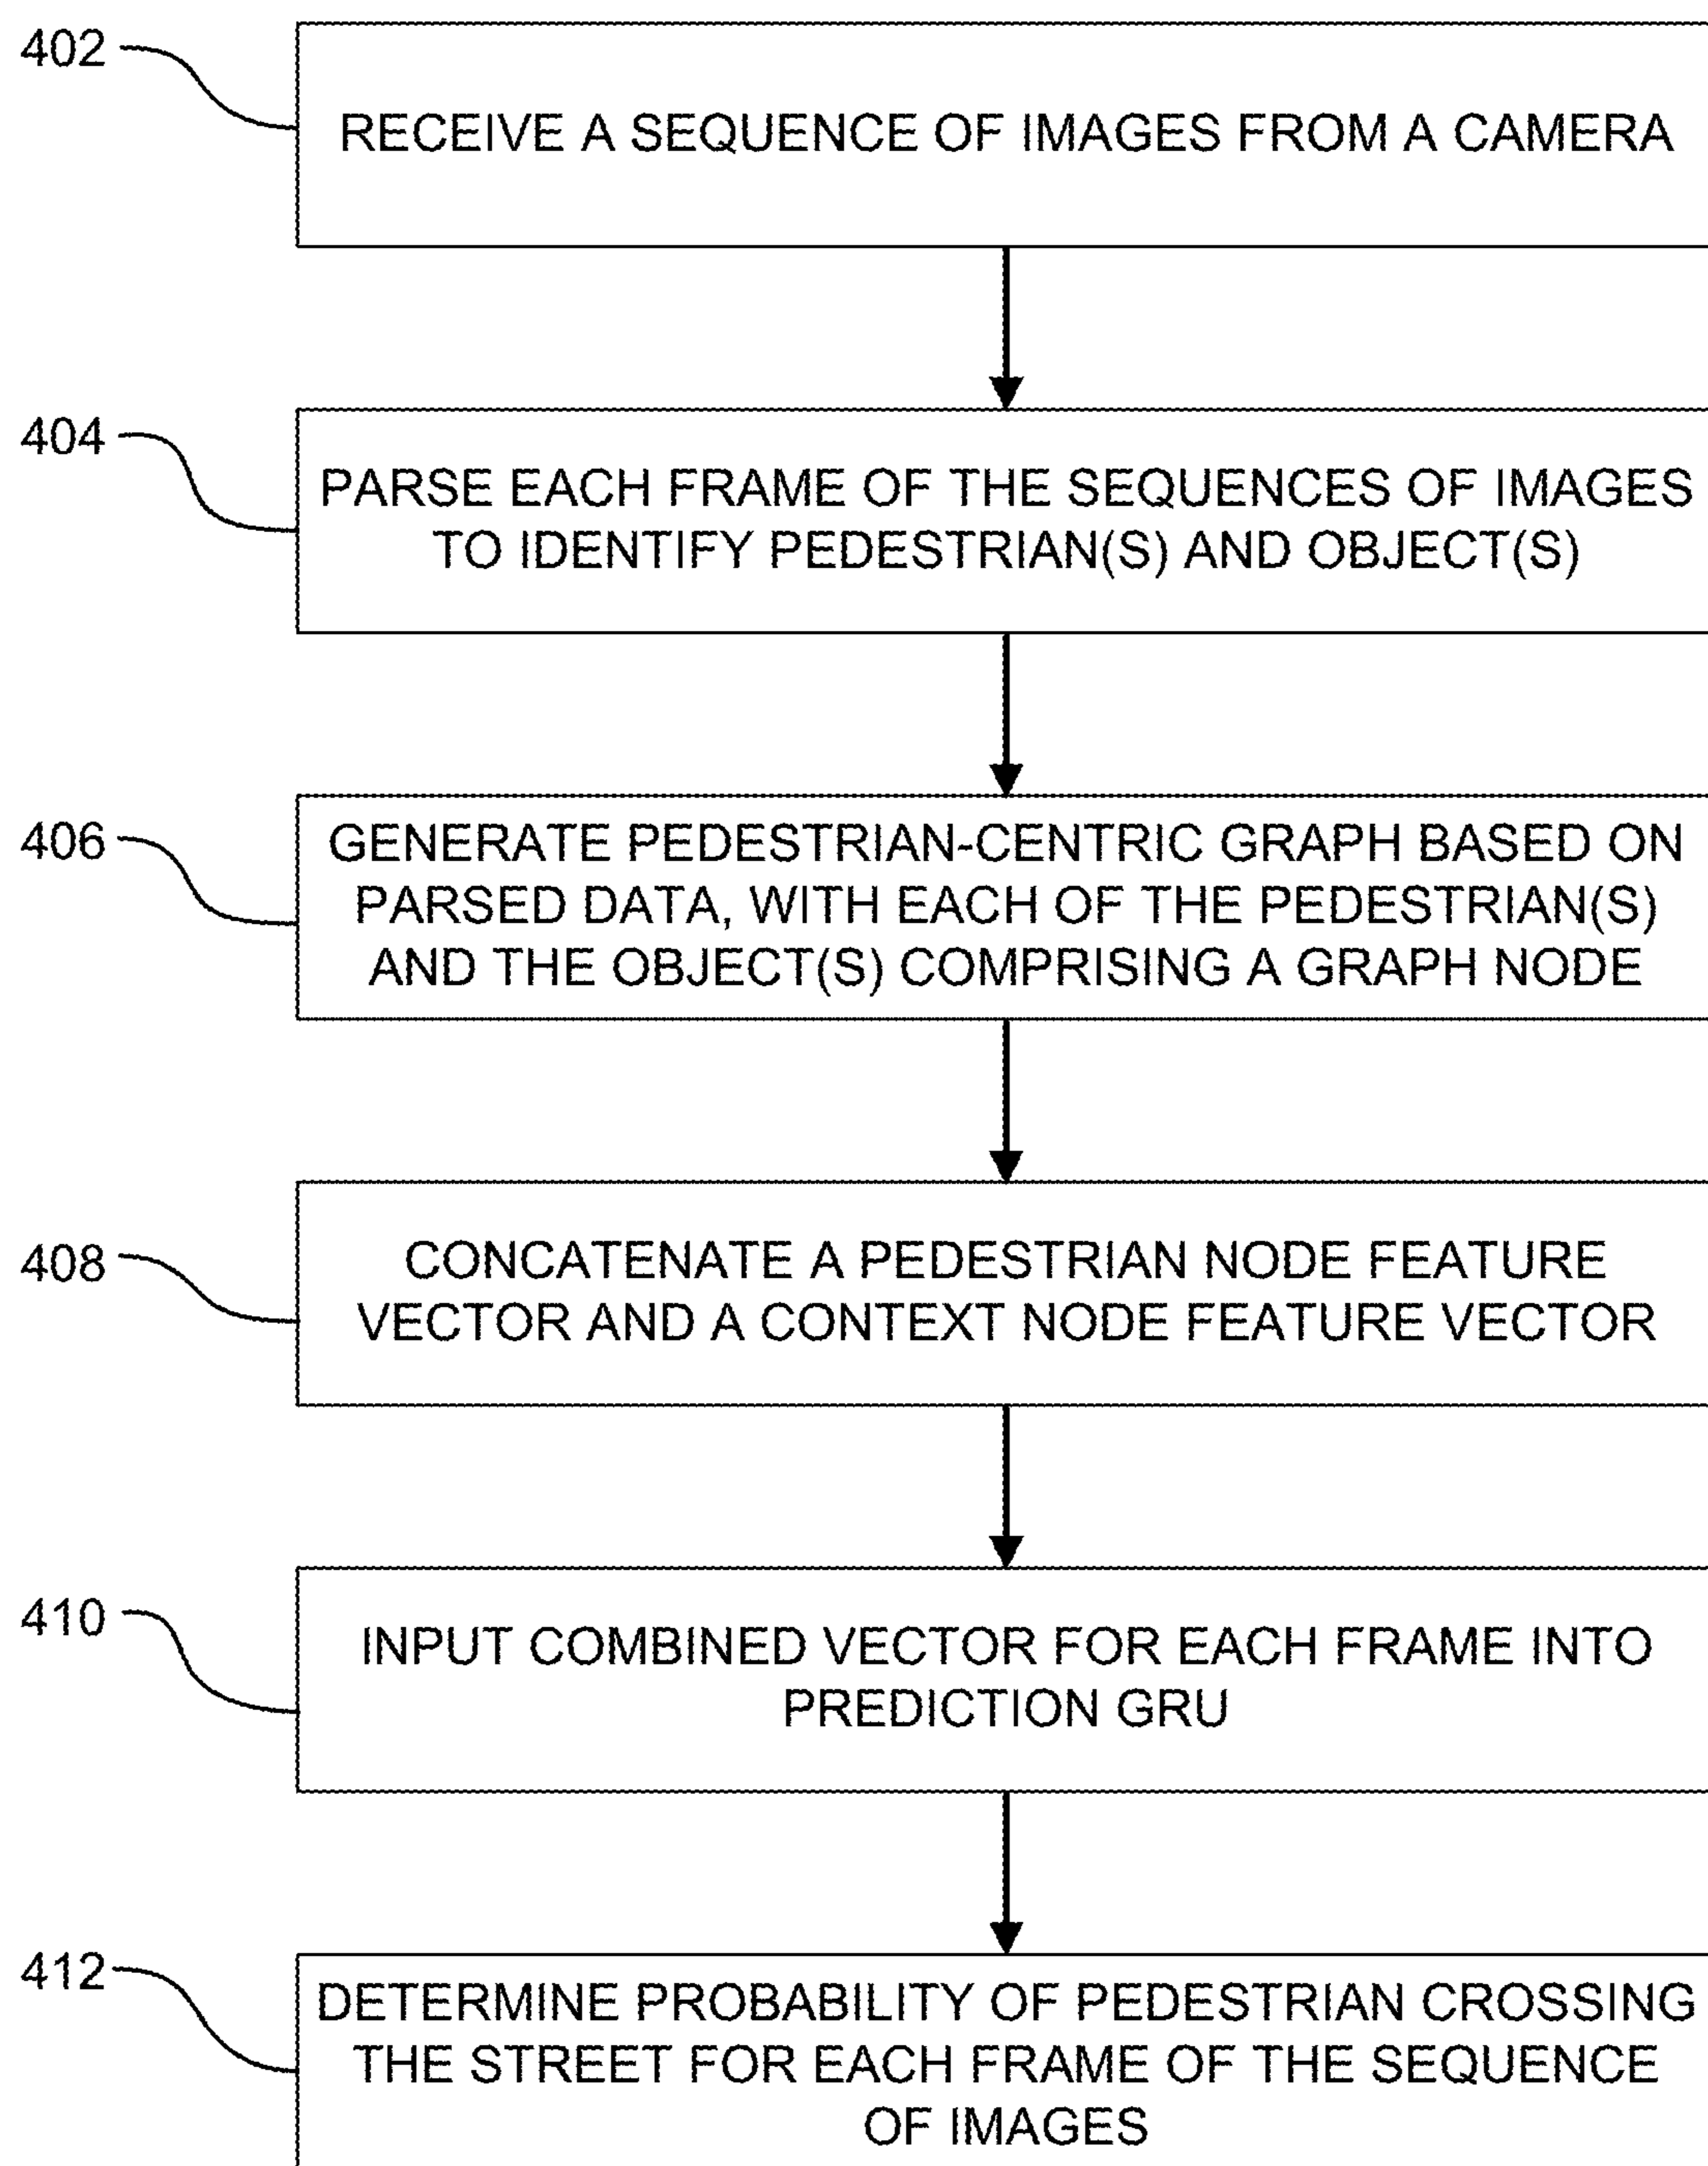 402
RECEIVE A SEQUENCE OF IMAGES FROM A CAMERA
404
PARSE EACH FRAME OF THE SEQUENCES OF IMAGES
TO IDENTIFY PEDESTRIAN(S) AND OBJECT(S)
406
GENERATE PEDESTRIAN-CENTRIC GRAPH BASED ON
PARSED DATA, WITH EACH OF THE PEDESTRIAN(S)
AND THE OBJECT(S) COMPRISING A GRAPH NODE
408
CONCATENATE A PEDESTRIAN NODE FEATURE
VECTOR AND A CONTEXT NODE FEATURE VECTOR
410
INPUT COMBINED VECTOR FOR EACH FRAME INTO
PREDICTION GRU
412
DETERMINE PROBABILITY OF PEDESTRIAN CROSSING
THE STREET FOR EACH FRAME OF THE SEQUENCE
OF IMAGES